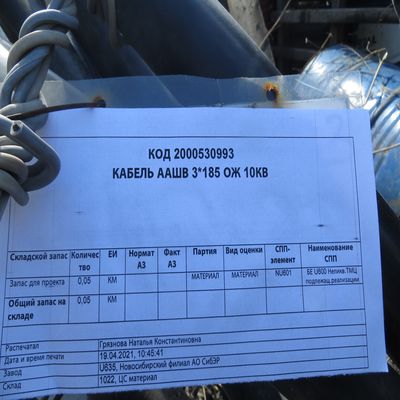 КОД 2000530993
КАБЕЛЬ ААШВ 3*185 ОЖ 10КВ
Складской запас Количес тво ЕИ Нормат АЗ Факт АЗ Партия Вид оценки СПП-элемент Наименование СПП
Запас для проекта 0,05 КМ МАТЕРИАЛ МАТЕРИАЛ NU601 БЕ U600 Неликв.ТМЦ подлежащ.реализации
Общий запас на складе 0,05 КМ
Распечатал Грязнова Наталья Константиновна
Дата и время печати 19.04.2021, 10:45:41
Завод U635, Новосибирский филиал АО СибЭР
Склад 1022, ЦС материал